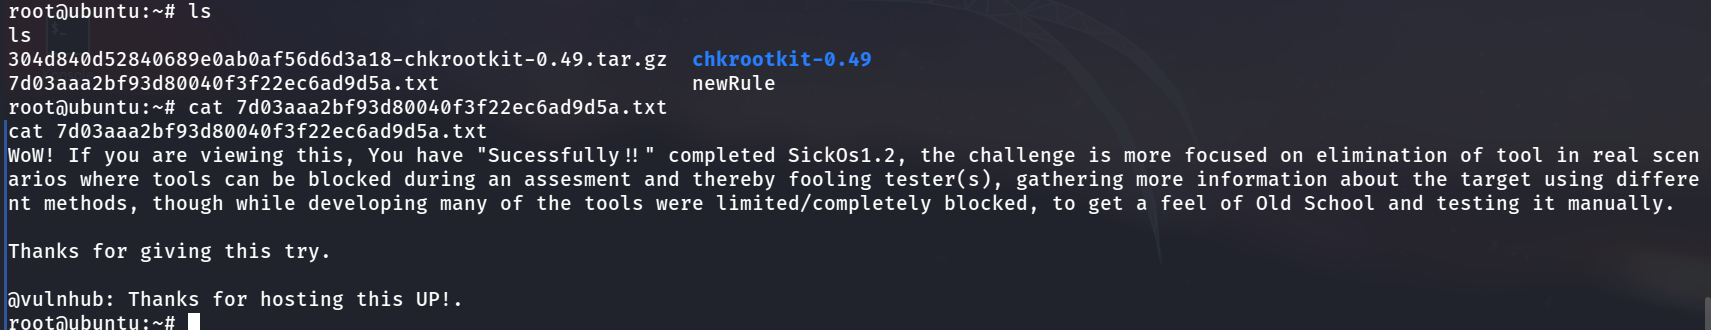 root@ubuntu:~# ls
ls
304d840d52840689e0ab0af56d6d3a18-chkrootkit-0.49.tar.gz  chkrootkit-0.49
7d03aaa2bf93d80040f3f22ec6ad9d5a.txt                     newRule
root@ubuntu:~# cat 7d03aaa2bf93d80040f3f22ec6ad9d5a.txt
cat 7d03aaa2bf93d80040f3f22ec6ad9d5a.txt
WoW! If you are viewing this, You have "Sucessfully!!" completed SickOs1.2, the challenge is more focused on elimination of tool in real scen
arios where tools can be blocked during an assesment and thereby fooling tester(s), gathering more information about the target using differe
nt methods, though while developing many of the tools were limited/completely blocked, to get a feel of Old School and testing it manually.
Thanks for giving this try.
@vulnhub: Thanks for hosting this UP!.
root@ubuntu:~#